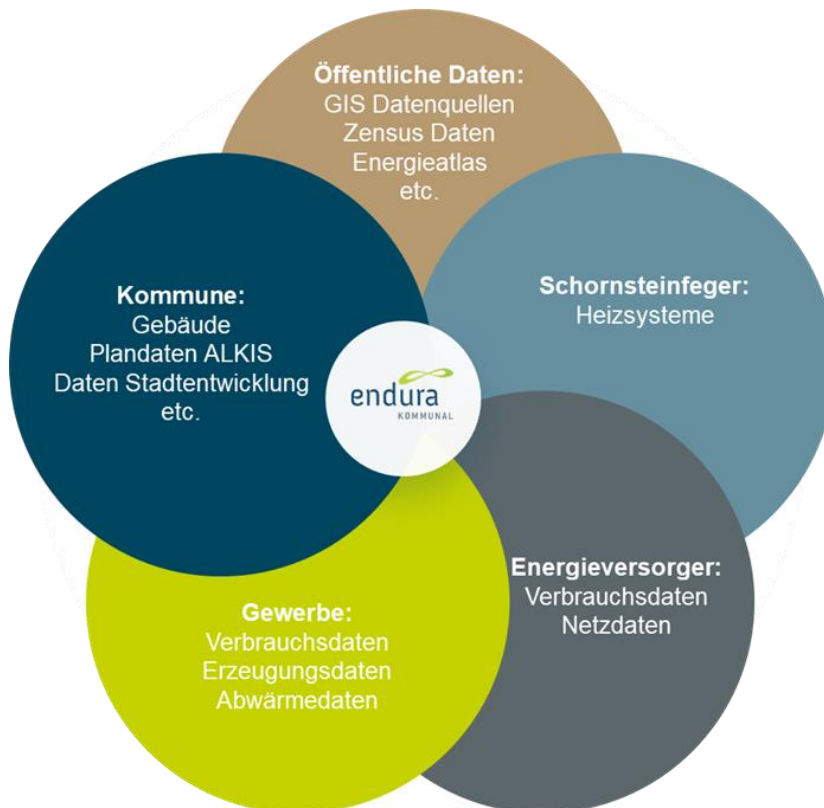 Öffentliche Daten:
GIS Datenquellen
Zensus Daten
Energieatlas
etc.
Schornsteinfeger:
Heizsysteme
Kommune:
Gebäude
Plandaten ALKIS
Daten Stadtentwicklung
etc.
endura
KOMMUNAL
Energieversorger:
Verbrauchsdaten
Netzdaten
Gewerbe:
Verbrauchsdaten
Erzeugungsdaten
Abwärmedaten